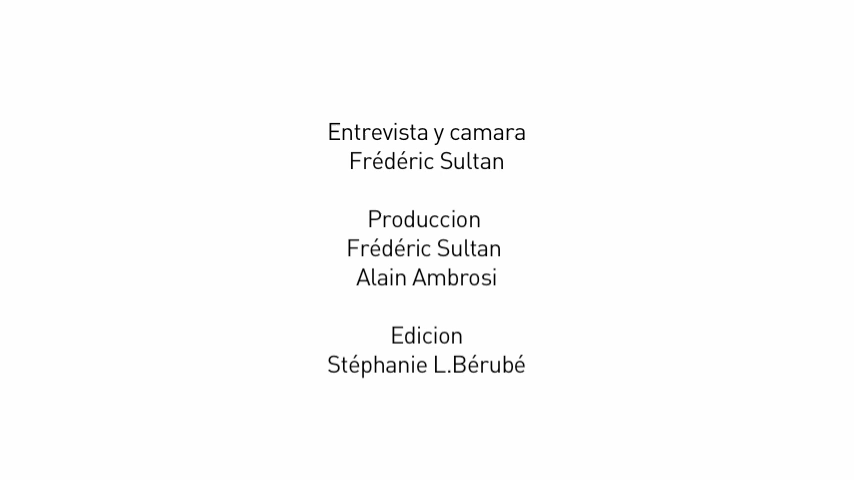 Entrevista y camara
Frédéric Sultan
Produccion
Frédéric Sultan
Alain Ambrosi
Edicion
Stéphanie L.Bérubé